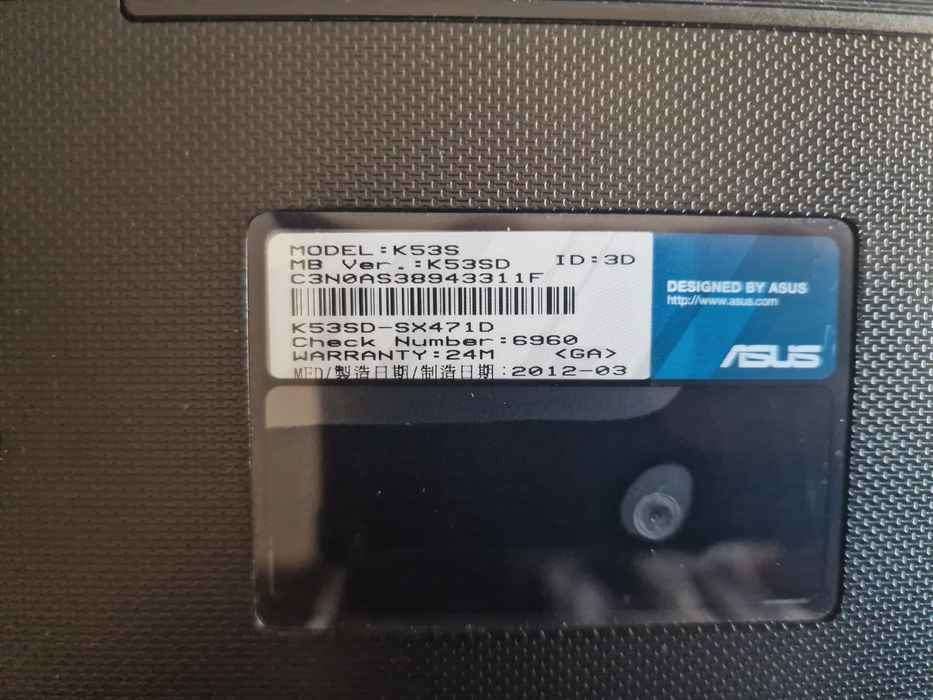 MODEL:K53S
MB Ver.:K53SD
ID:3D
C3N0AS38943311F
K53SD-SX471D
Check Number:6960
WARRANTY:24M <GA>
MFD/製造日期/制造日期:2012-03
DESIGNED BY ASUS
http://www.asus.com
ASUS